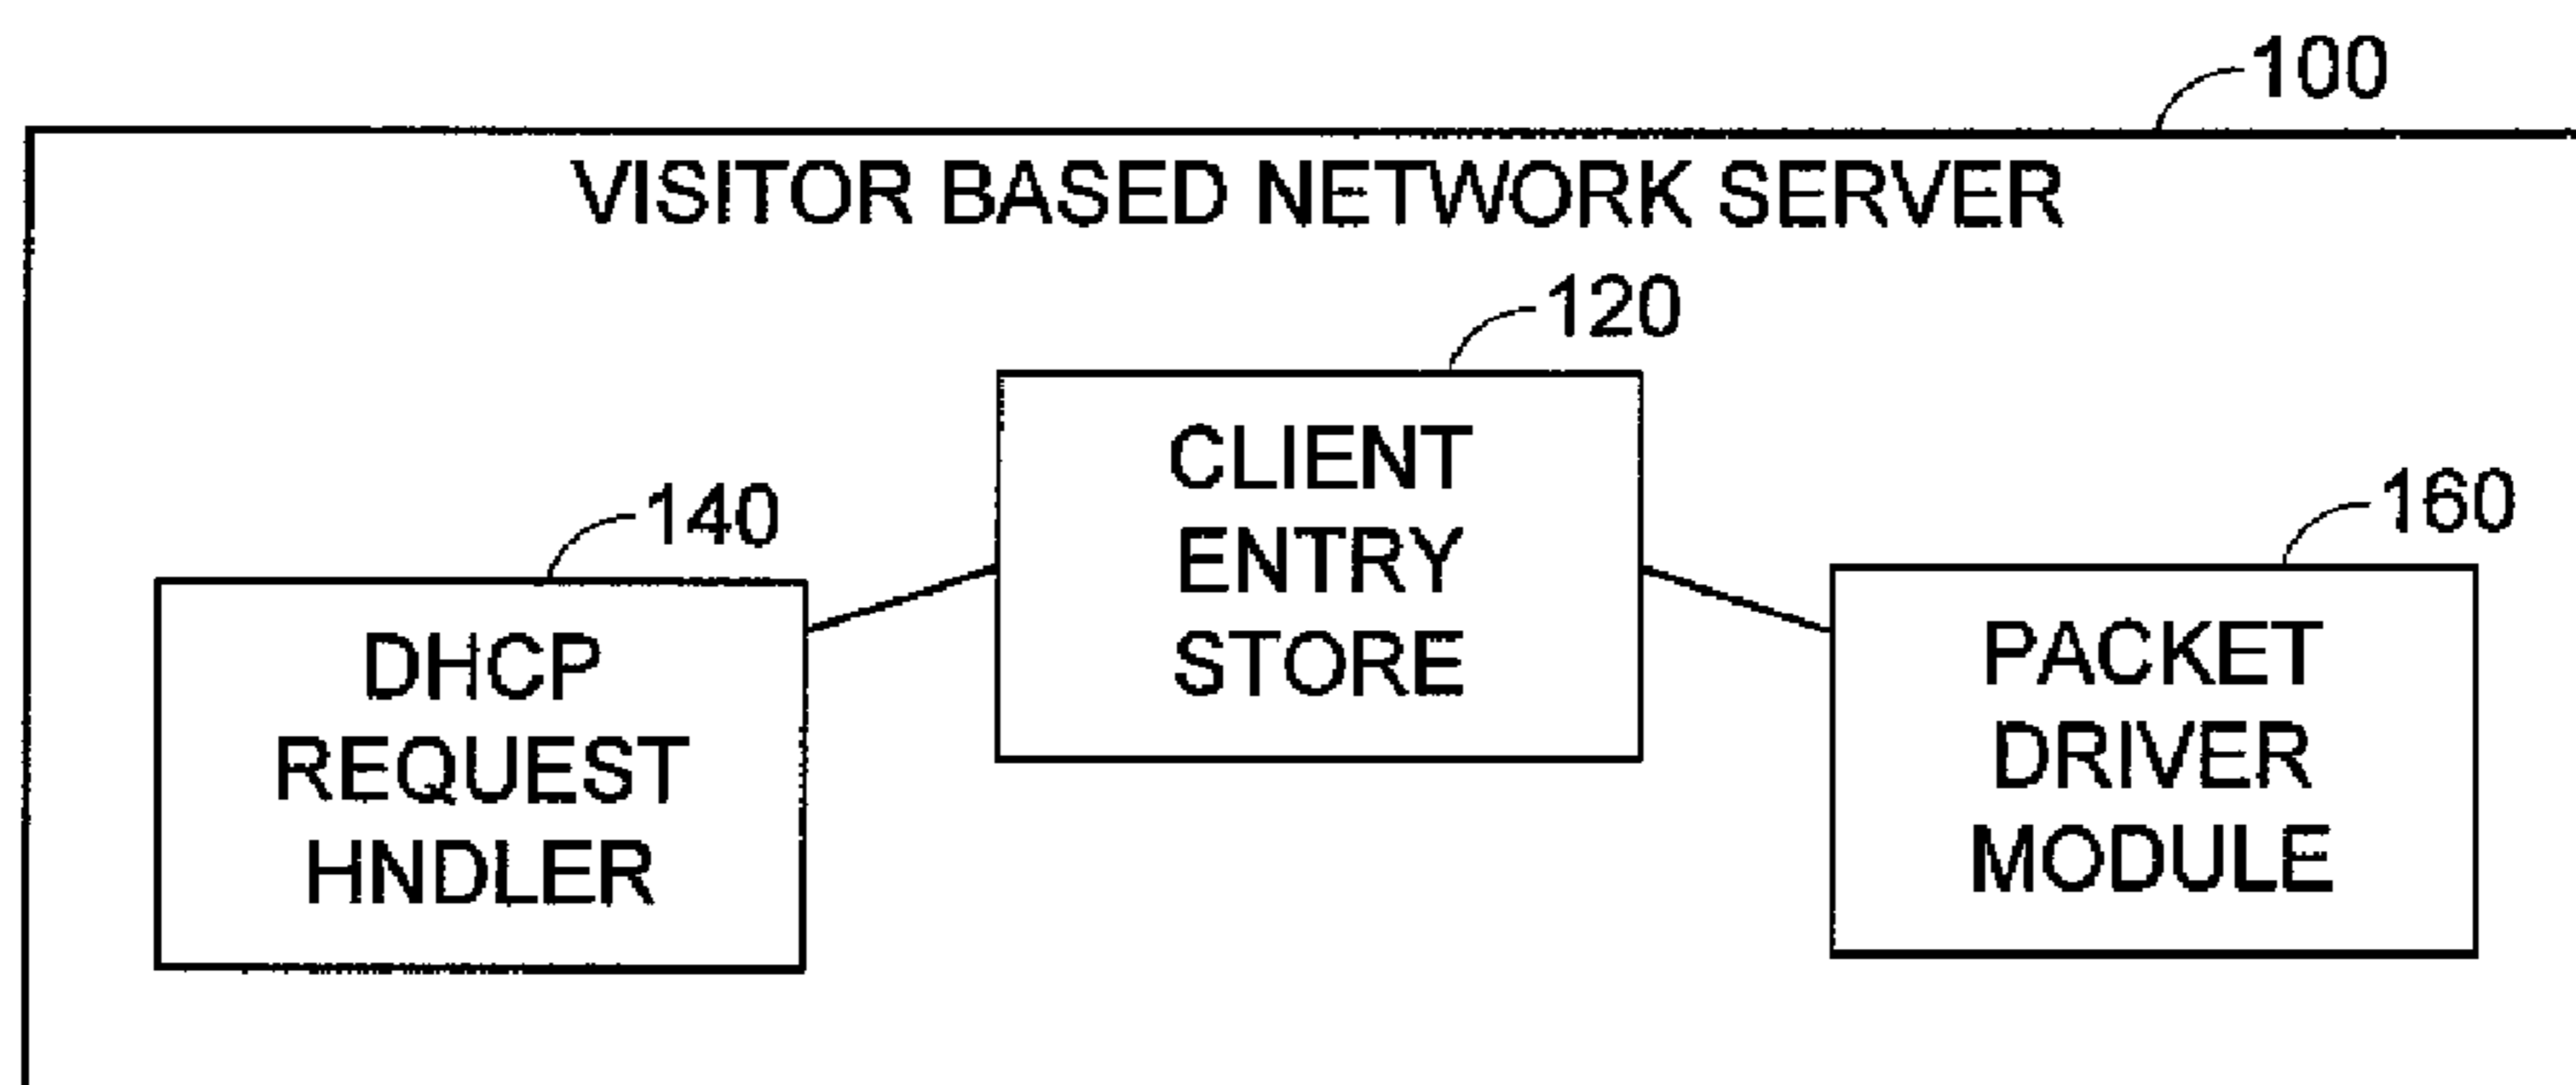 100
VISITOR BASED NETWORK SERVER
120
CLIENT
ENTRY
STORE
140
DHCP
REQUEST
HNDLER
160
PACKET
DRIVER
MODULE